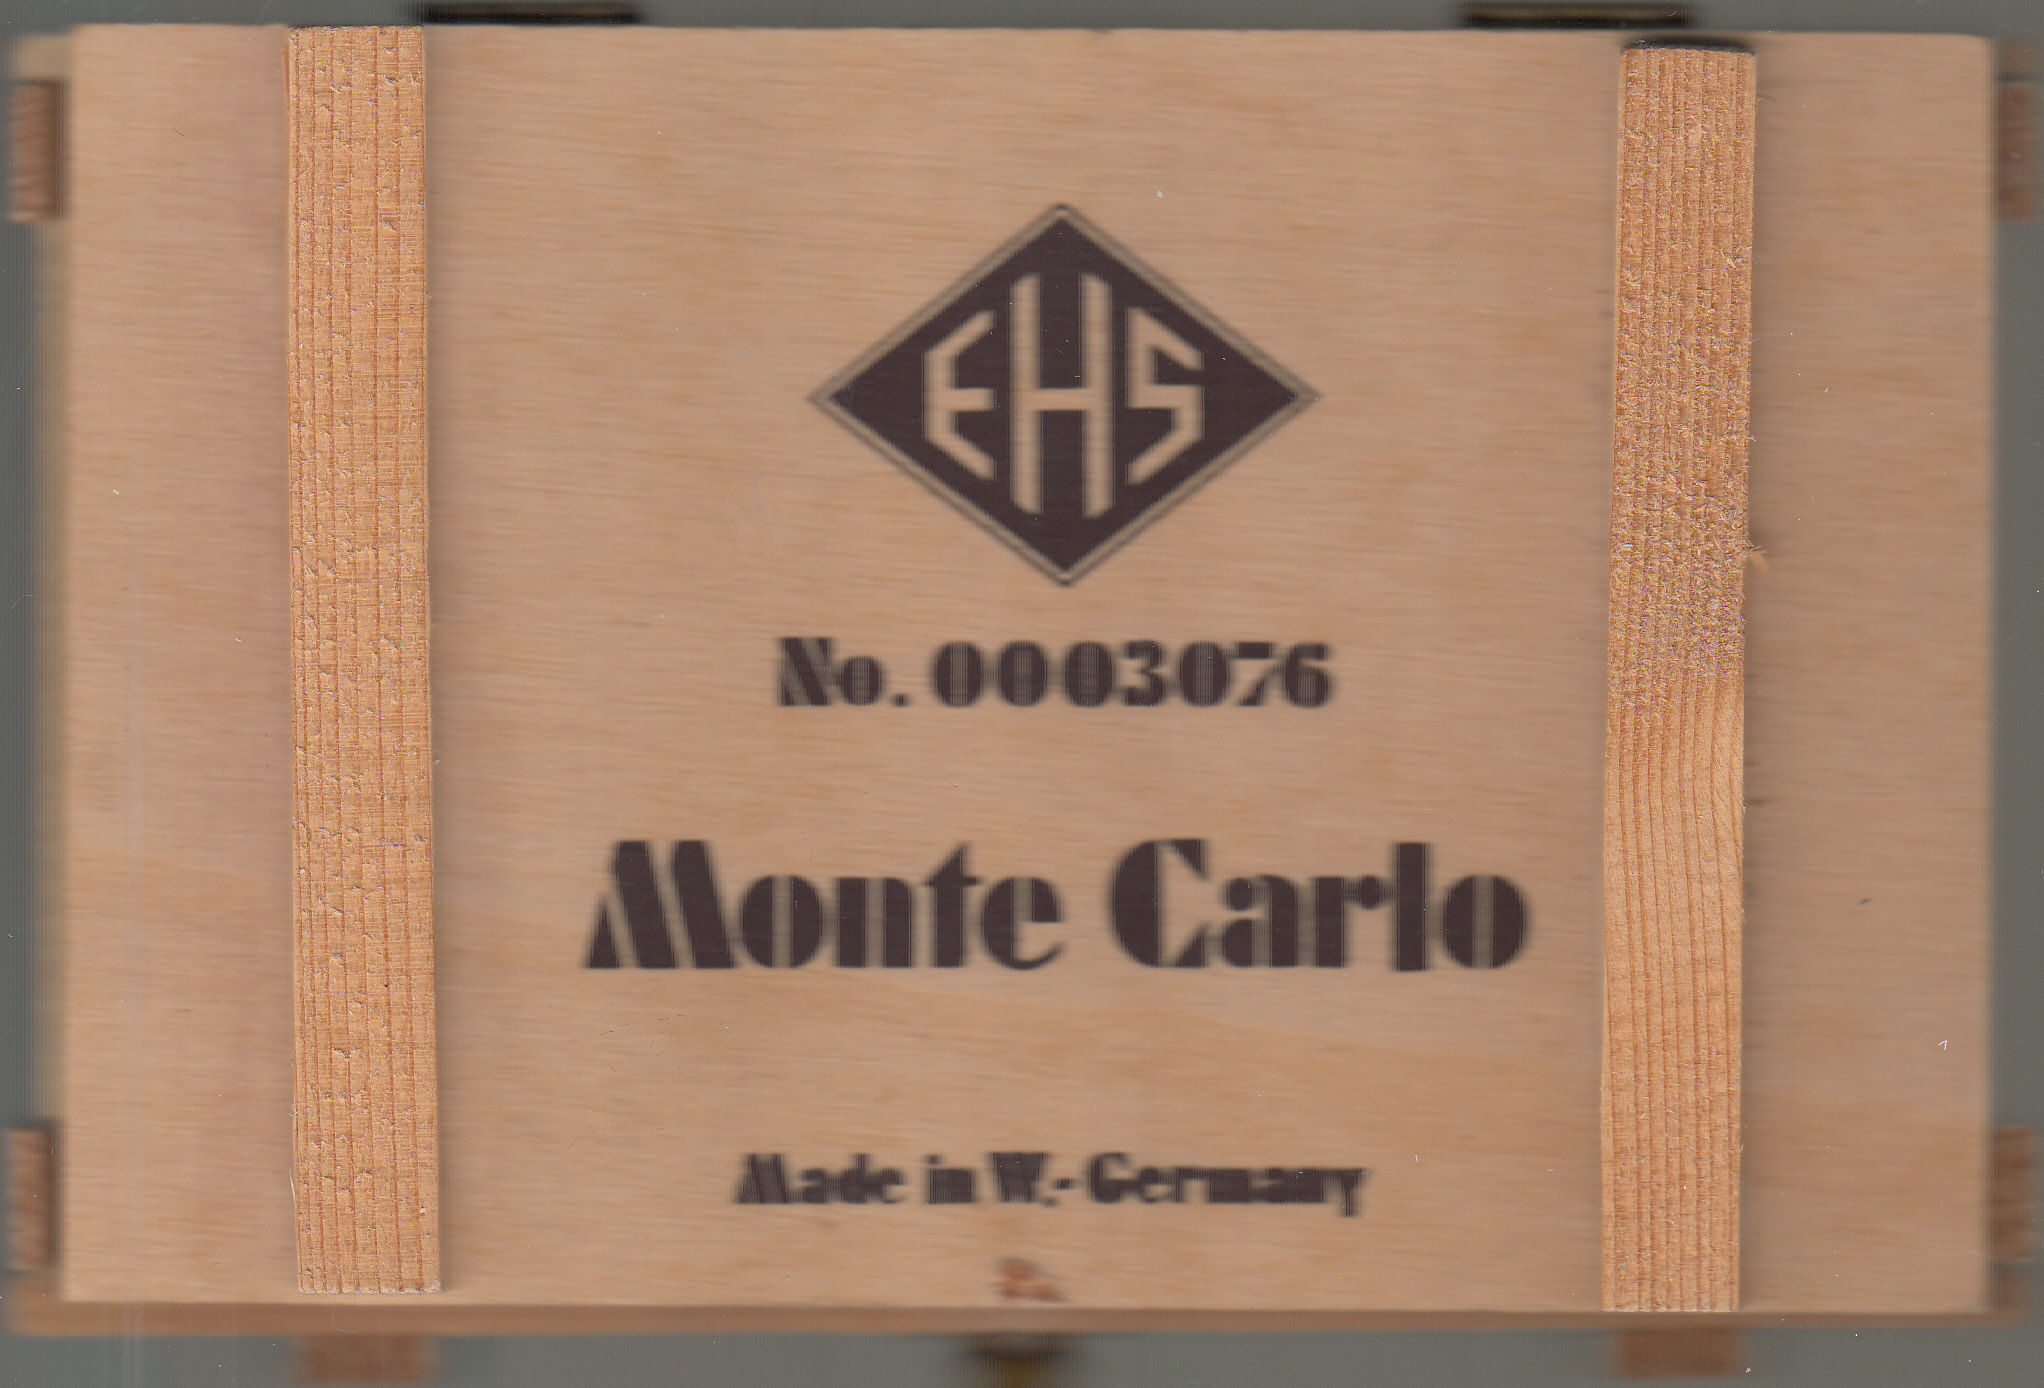 EHS
No. 0003076
Monte Carlo
Made in W.-Germany